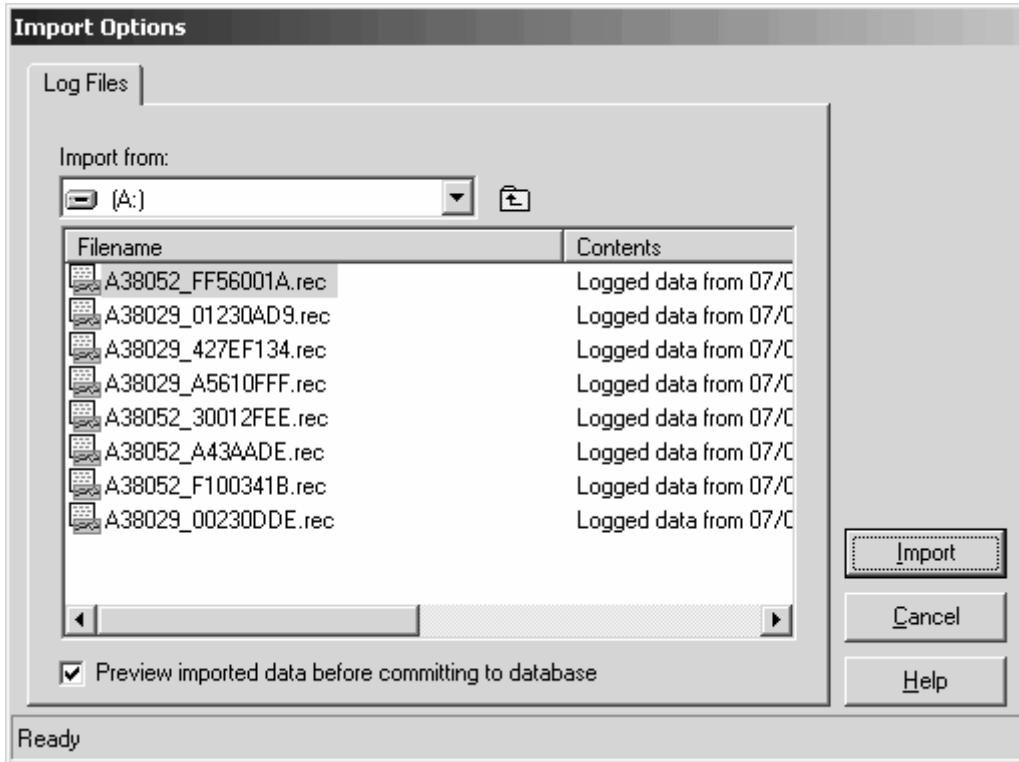 Import Options
Log Files
Import from:
(A:)
Filename Contents
A38052_FF56001A.rec Logged data from 07/0
A38029_01230AD9.rec Logged data from 07/0
A38029_427EF134.rec Logged data from 07/0
A38029_A5610FFF.rec Logged data from 07/0
A38052_30012FEE.rec Logged data from 07/0
A38052_A43AADE.rec Logged data from 07/0
A38052_F100341B.rec Logged data from 07/0
A38029_00230DDE.rec Logged data from 07/0
Import
Cancel
Preview imported data before committing to database
Help
Ready